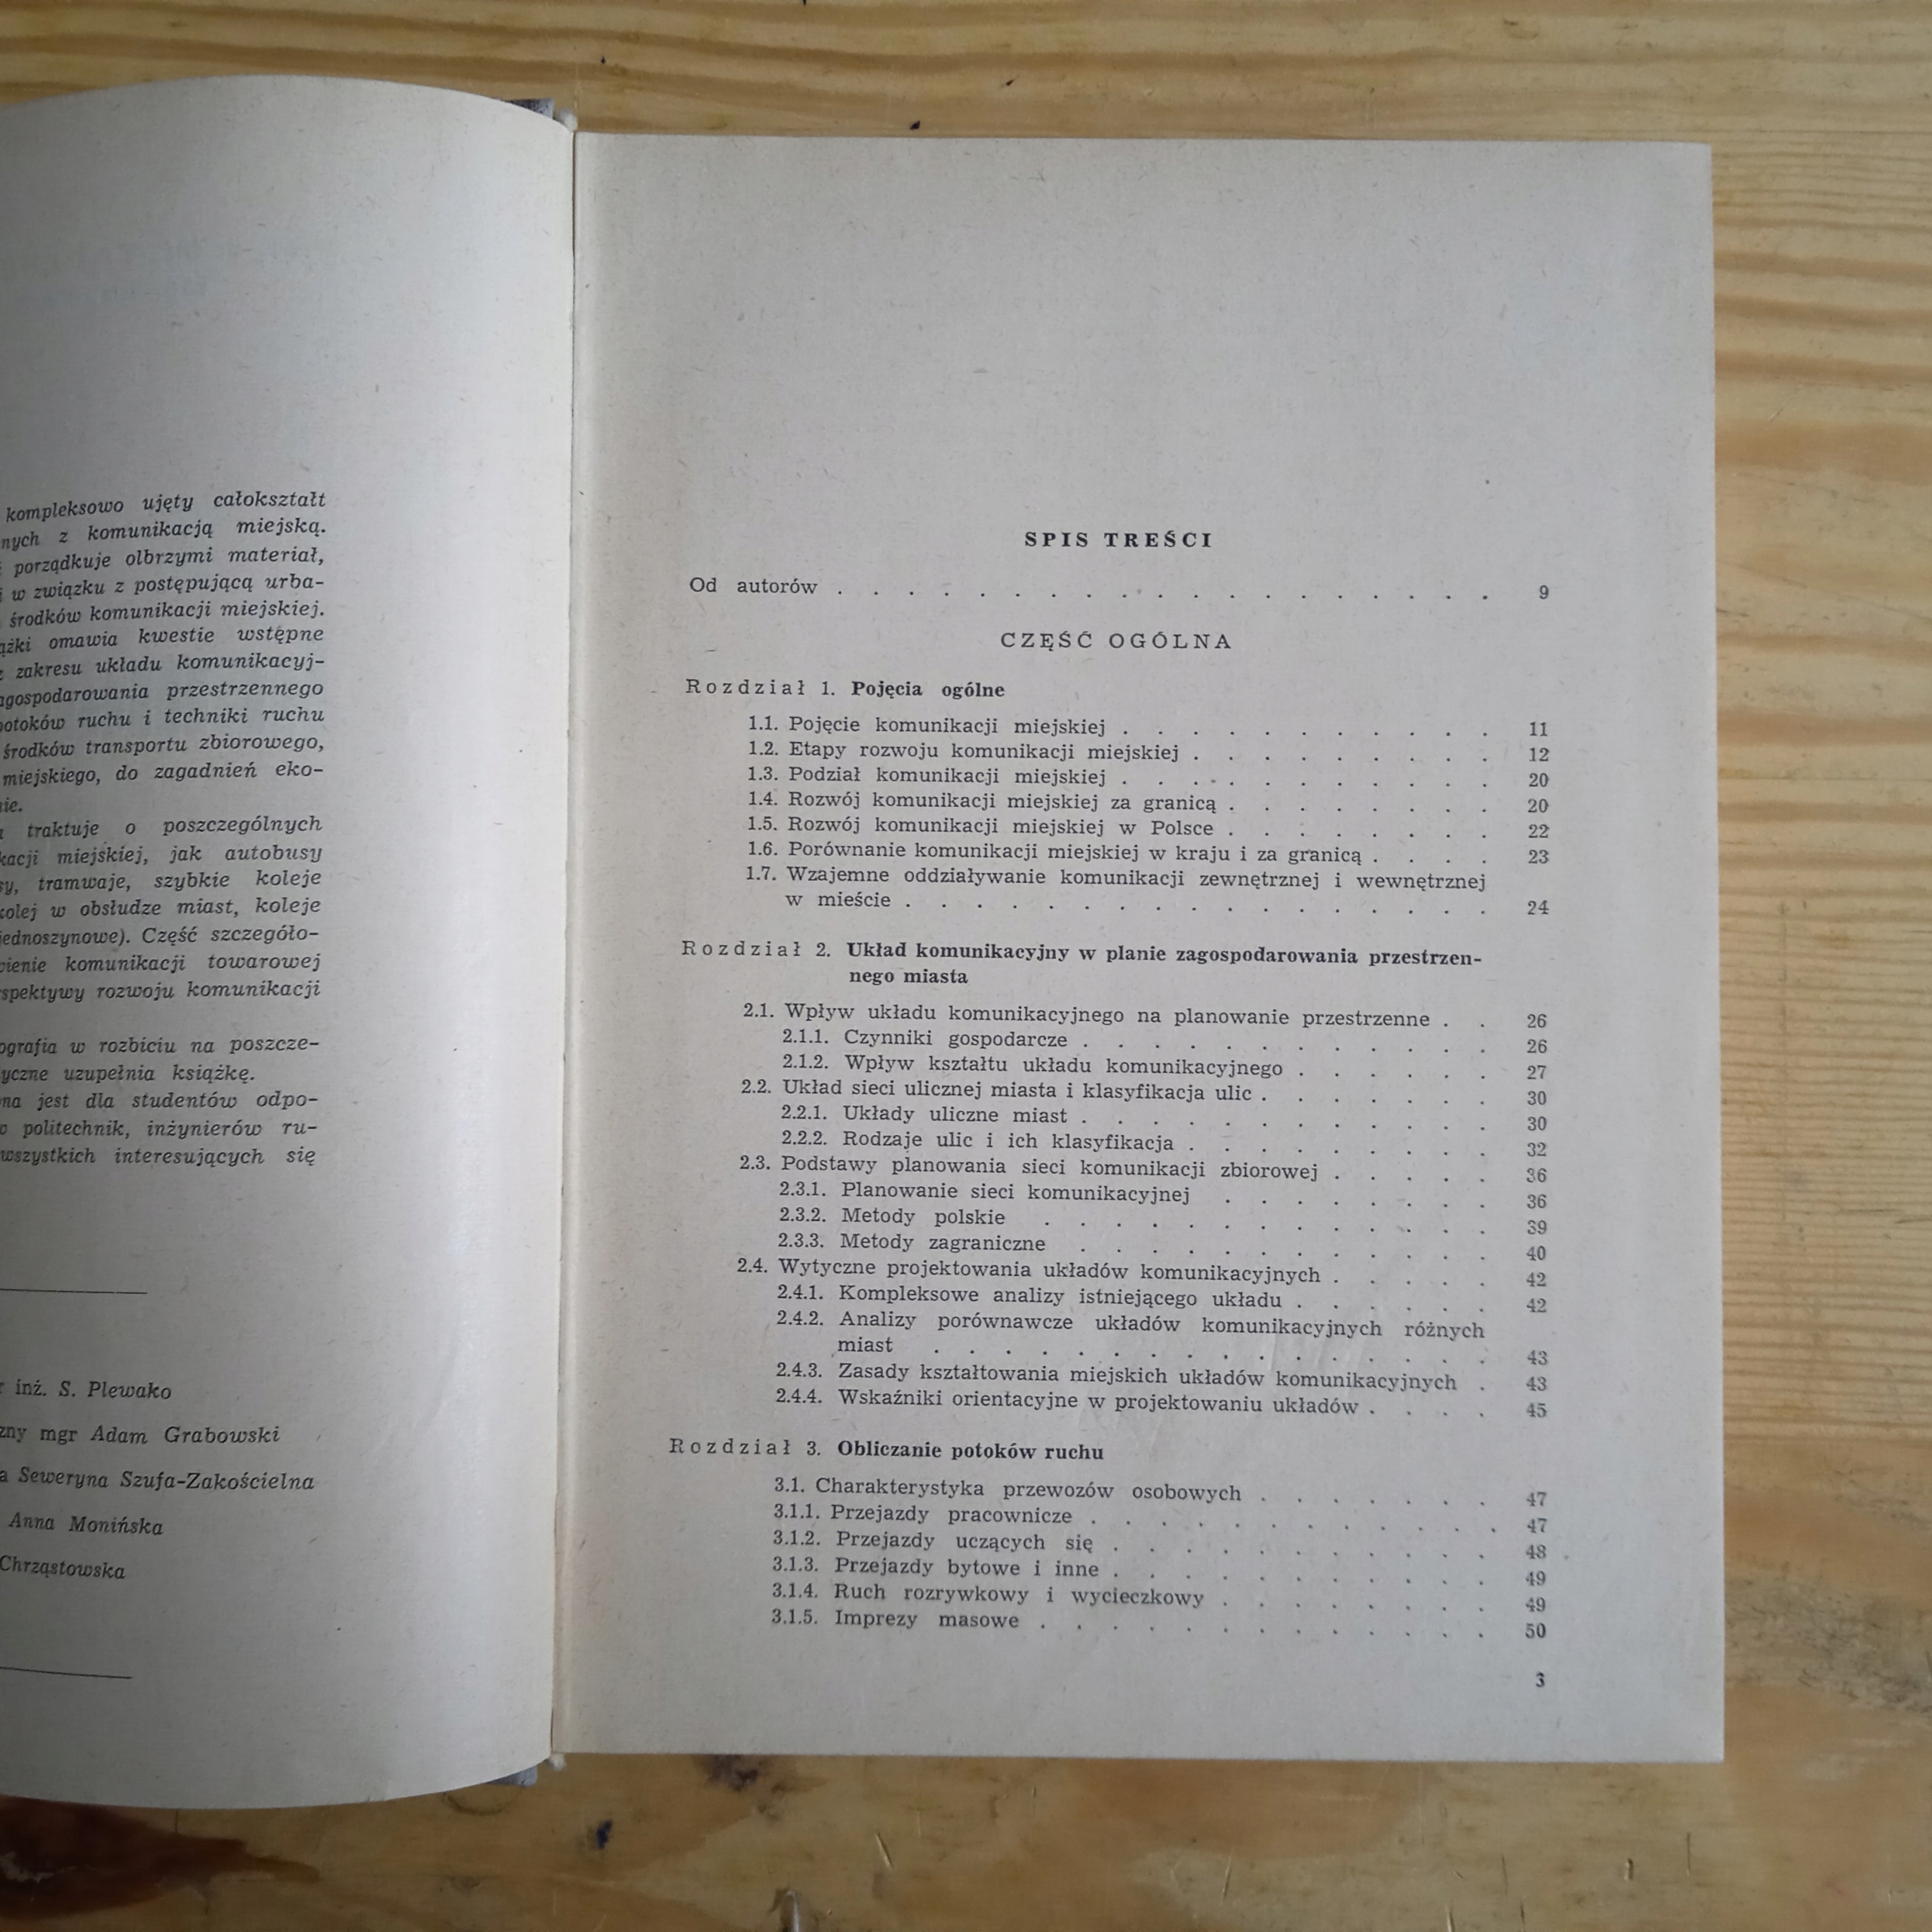 kompleksowo ujęty całokształt
nych z komunikacją miejską.
porządkuje olbrzymi materiał,
w związku z postępującą urba-
środków komunikacji miejskiej.
ążki omawia kwestie wstępne
zakresu układu komunikacyj-
agospodarowania przestrzennego
potoków ruchu i techniki ruchu
środków transportu zbiorowego,
miejskiego, do zagadnień eko-
nie.
traktuje o poszczególnych
kacji miejskiej, jak autobusy
sy, tramwaje, szybkie koleje
kolej w obsłudze miast, koleje
jednoszynowe). Część szczegóło-
wienie komunikacji towarowej
spektywy rozwoju komunikacji
ografia w rozbiciu na poszcze-
yczne uzupełnia książkę.
na jest dla studentów odpo-
politechnik, inżynierów ru-
wszystkich interesujących się
inż. S. Plewako
zny mgr Adam Grabowski
a Seweryna Szufa-Zakościelna
Anna Monińska
Chrząstowska
SPIS TREŚCI
Od autorów . . . . . . . . . . . . . . . . . . . 9
CZĘŚĆ OGÓLNA
Rozdział 1. Pojęcia ogólne
1.1. Pojęcie komunikacji miejskiej . . . . . . . . . . . 11
1.2. Etapy rozwoju komunikacji miejskiej . . . . . . . . . 12
1.3. Podział komunikacji miejskiej . . . . . . . . . . . 20
1.4. Rozwój komunikacji miejskiej za granicą . . . . . . . . 20
1.5. Rozwój komunikacji miejskiej w Polsce . . . . . . . . 22
1.6. Porównanie komunikacji miejskiej w kraju i za granicą . . . . 23
1.7. Wzajemne oddziaływanie komunikacji zewnętrznej i wewnętrznej
w mieście . . . . . . . . . . . . . . . . . 24
Rozdział 2. Układ komunikacyjny w planie zagospodarowania przestrzen-
nego miasta
2.1. Wpływ układu komunikacyjnego na planowanie przestrzenne . . 26
2.1.1. Czynniki gospodarcze . . . . . . . . . . . . 26
2.1.2. Wpływ kształtu układu komunikacyjnego . . . . . . 27
2.2. Układ sieci ulicznej miasta i klasyfikacja ulic . . . . . . . 30
2.2.1. Układy uliczne miast . . . . . . . . . . . . 30
2.2.2. Rodzaje ulic i ich klasyfikacja . . . . . . . . . 32
2.3. Podstawy planowania sieci komunikacji zbiorowej . . . . . 36
2.3.1. Planowanie sieci komunikacyjnej . . . . . . . . 36
2.3.2. Metody polskie . . . . . . . . . . . . . 39
2.3.3. Metody zagraniczne . . . . . . . . . . . . 40
2.4. Wytyczne projektowania układów komunikacyjnych . . . . . 42
2.4.1. Kompleksowe analizy istniejącego układu . . . . . . 42
2.4.2. Analizy porównawcze układów komunikacyjnych różnych
miast . . . . . . . . . . . . . . . . 43
2.4.3. Zasady kształtowania miejskich układów komunikacyjnych . 43
2.4.4. Wskaźniki orientacyjne w projektowaniu układów . . . . 45
Rozdział 3. Obliczanie potoków ruchu
3.1. Charakterystyka przewozów osobowych . . . . . . . 47
3.1.1. Przejazdy pracownicze . . . . . . . . . . . . 47
3.1.2. Przejazdy uczących się . . . . . . . . . . . 48
3.1.3. Przejazdy bytowe i inne . . . . . . . . . . . 49
3.1.4. Ruch rozrywkowy i wycieczkowy . . . . . . . . 49
3.1.5. Imprezy masowe . . . . . . . . . . . . . 50
3